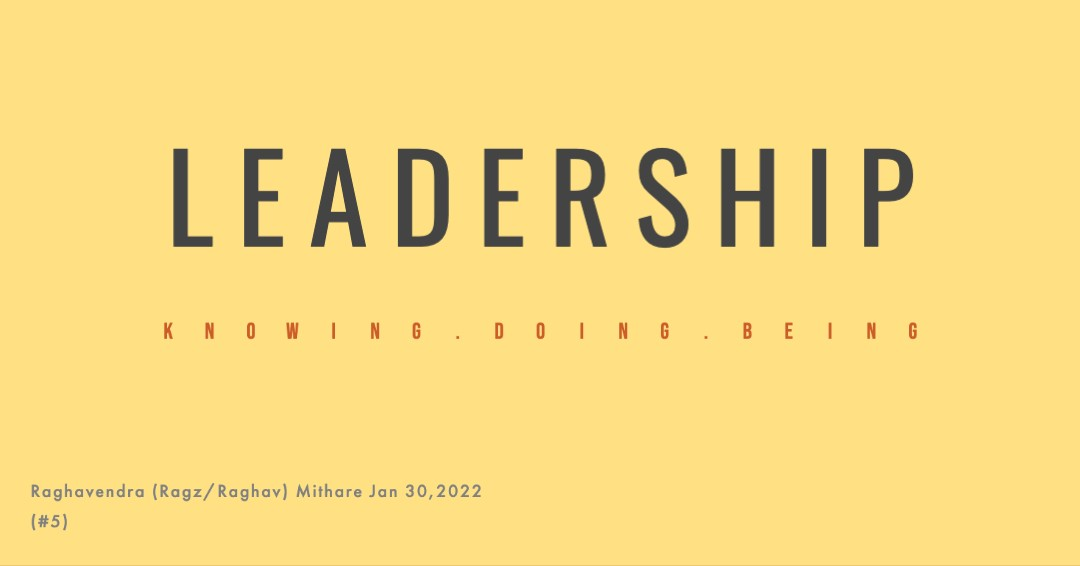 LEADERSHIP
KNOWING.DOING.BEING
Raghavendra (Ragz/Raghav) Mithare Jan 30,2022
(#5)